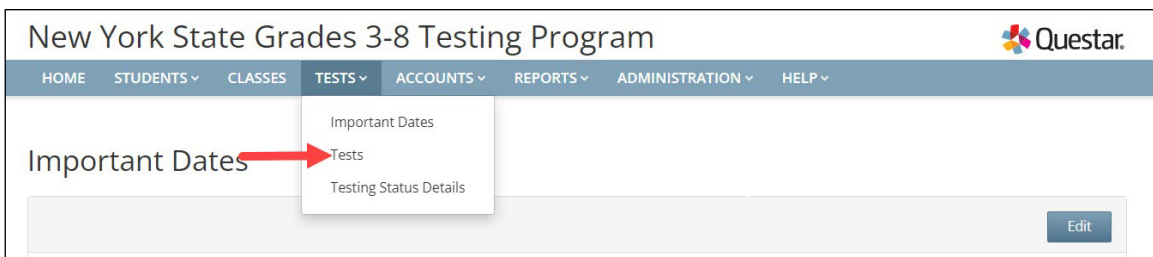 New York State Grades 3-8 Testing Program
Questar.
HOME STUDENTS CLASSES TESTS ACCOUNTS REPORTS ADMINISTRATION HELP
Important Dates
Tests
Testing Status Details
Important Dates
Edit